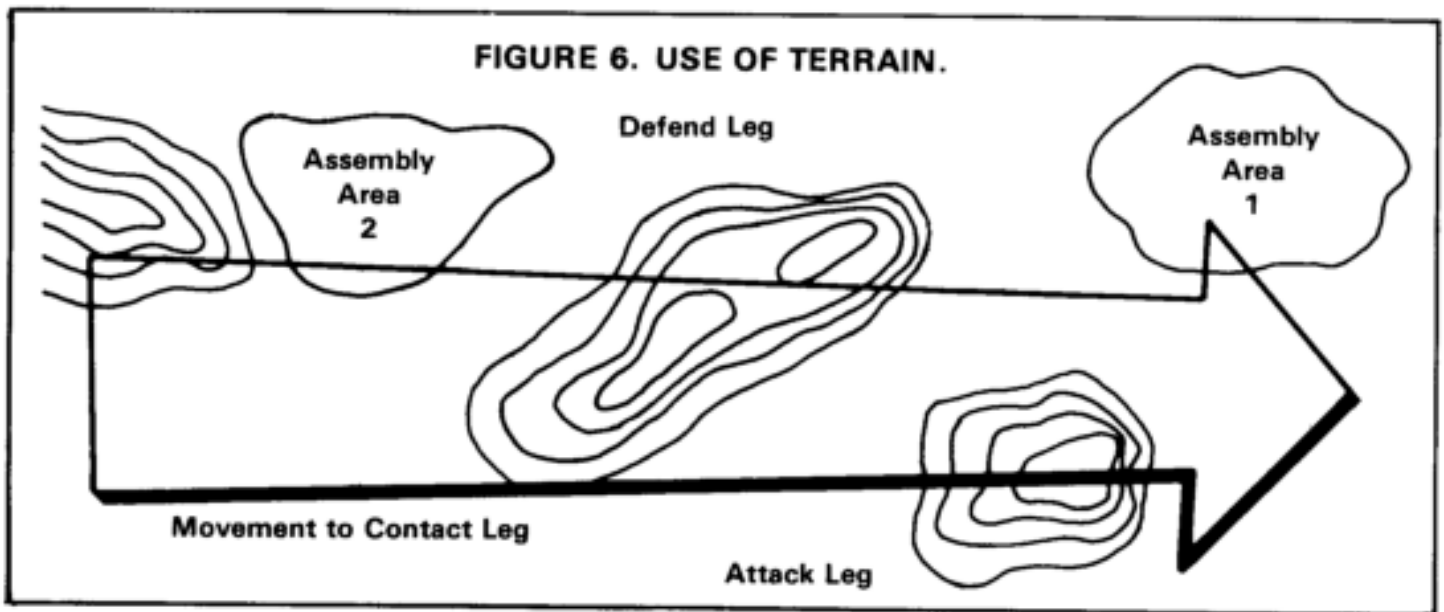 FIGURE 6. USE OF TERRAIN.
Defend Leg
Assembly
Area
2
Assembly
Area
1
Movement to Contact Leg
Attack Leg